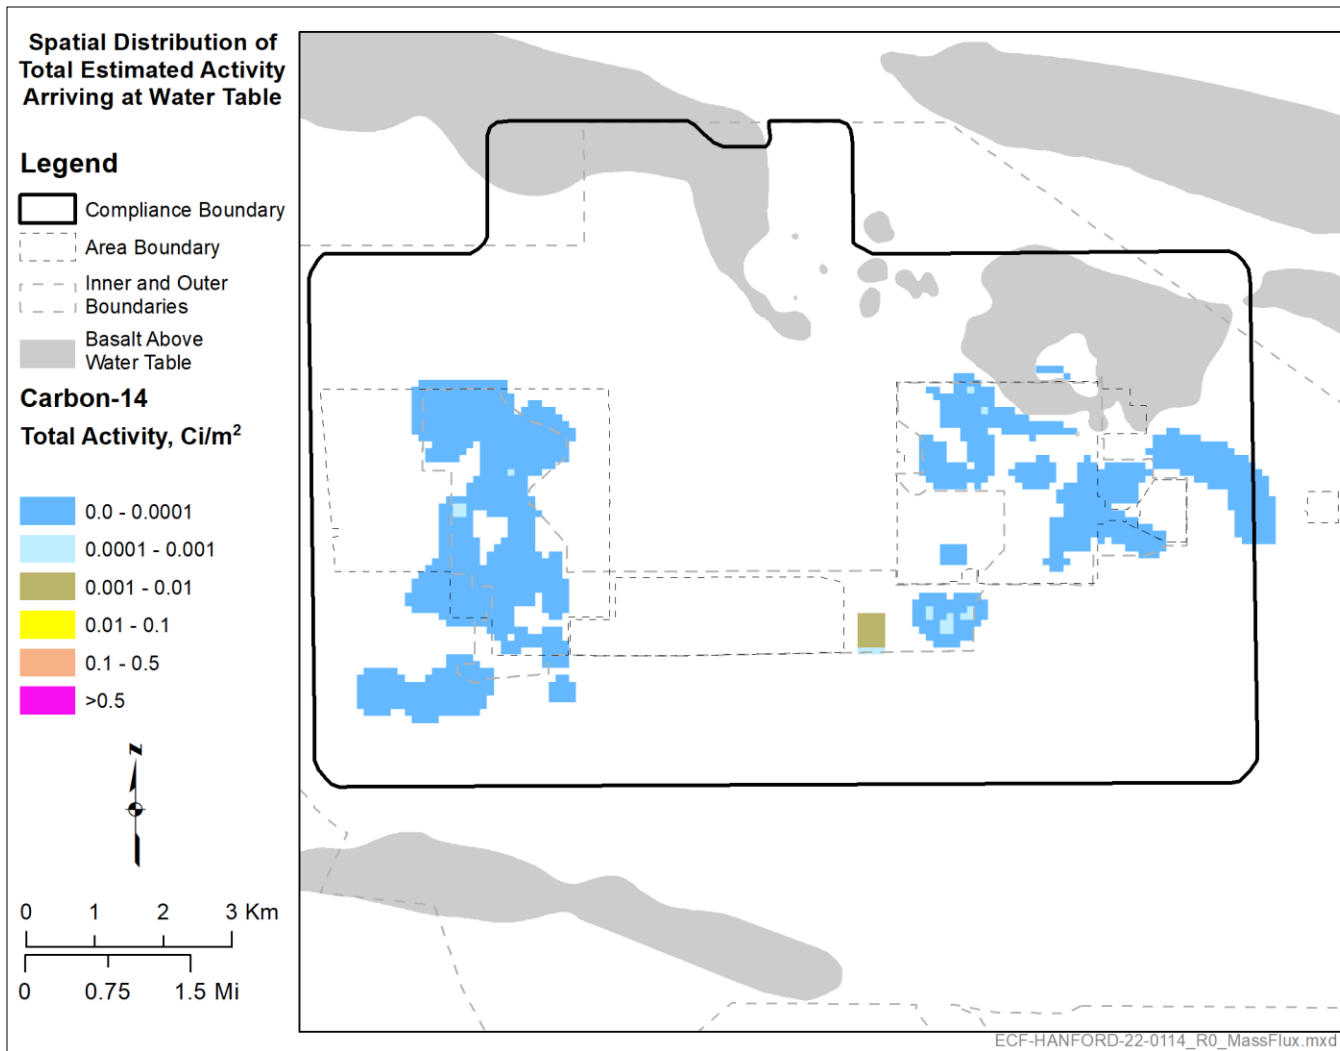 Spatial Distribution of
Total Estimated Activity
Arriving at Water Table
Legend
Compliance Boundary
Area Boundary
Inner and Outer
Boundaries
Basalt Above
Water Table
Carbon-14
Total Activity, Ci/m²
0.0 - 0.0001
0.0001 - 0.001
0.001 - 0.01
0.01 - 0.1
0.1 - 0.5
>0.5
N
0 1 2 3 Km
0 0.75 1.5 Mi
ECF-HANFORD-22-0114_R0_MassFlux.mxd